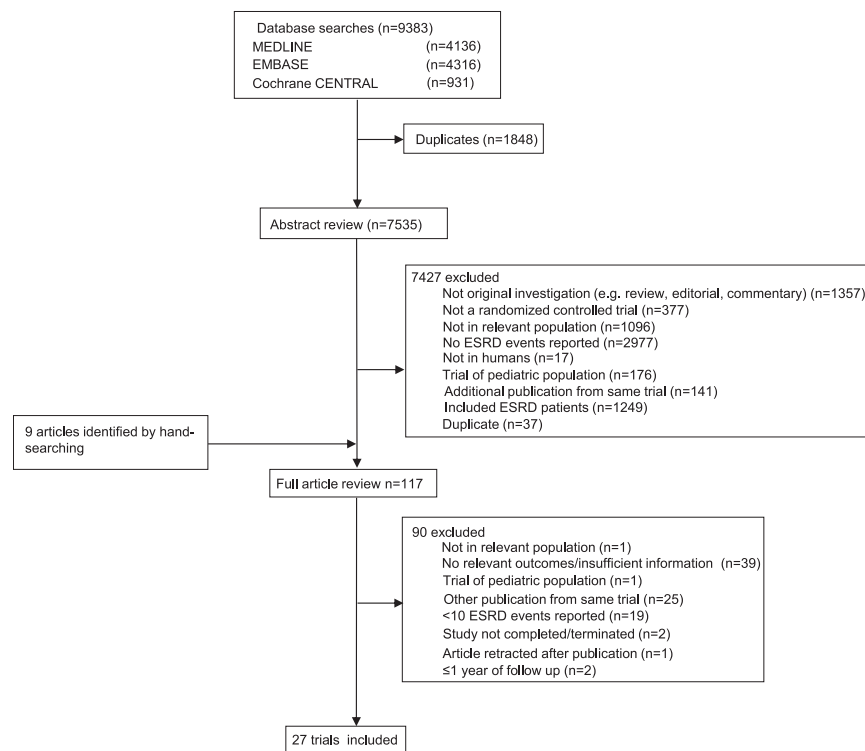 Database searches (n=9383)
MEDLINE (n=4136)
EMBASE (n=4316)
Cochrane CENTRAL (n=931)
Duplicates (n=1848)
Abstract review (n=7535)
7427 excluded
Not original investigation (e.g. review, editorial, commentary) (n=1357)
Not a randomized controlled trial (n=377)
Not in relevant population (n=1096)
No ESRD events reported (n=2977)
Not in humans (n=17)
Trial of pediatric population (n=176)
Additional publication from same trial (n=141)
Included ESRD patients (n=1249)
Duplicate (n=37)
9 articles identified by hand-
searching
Full article review n=117
90 excluded
Not in relevant population (n=1)
No relevant outcomes/insufficient information (n=39)
Trial of pediatric population (n=1)
Other publication from same trial (n=25)
<10 ESRD events reported (n=19)
Study not completed/terminated (n=2)
Article retracted after publication (n=1)
≤1 year of follow up (n=2)
27 trials included